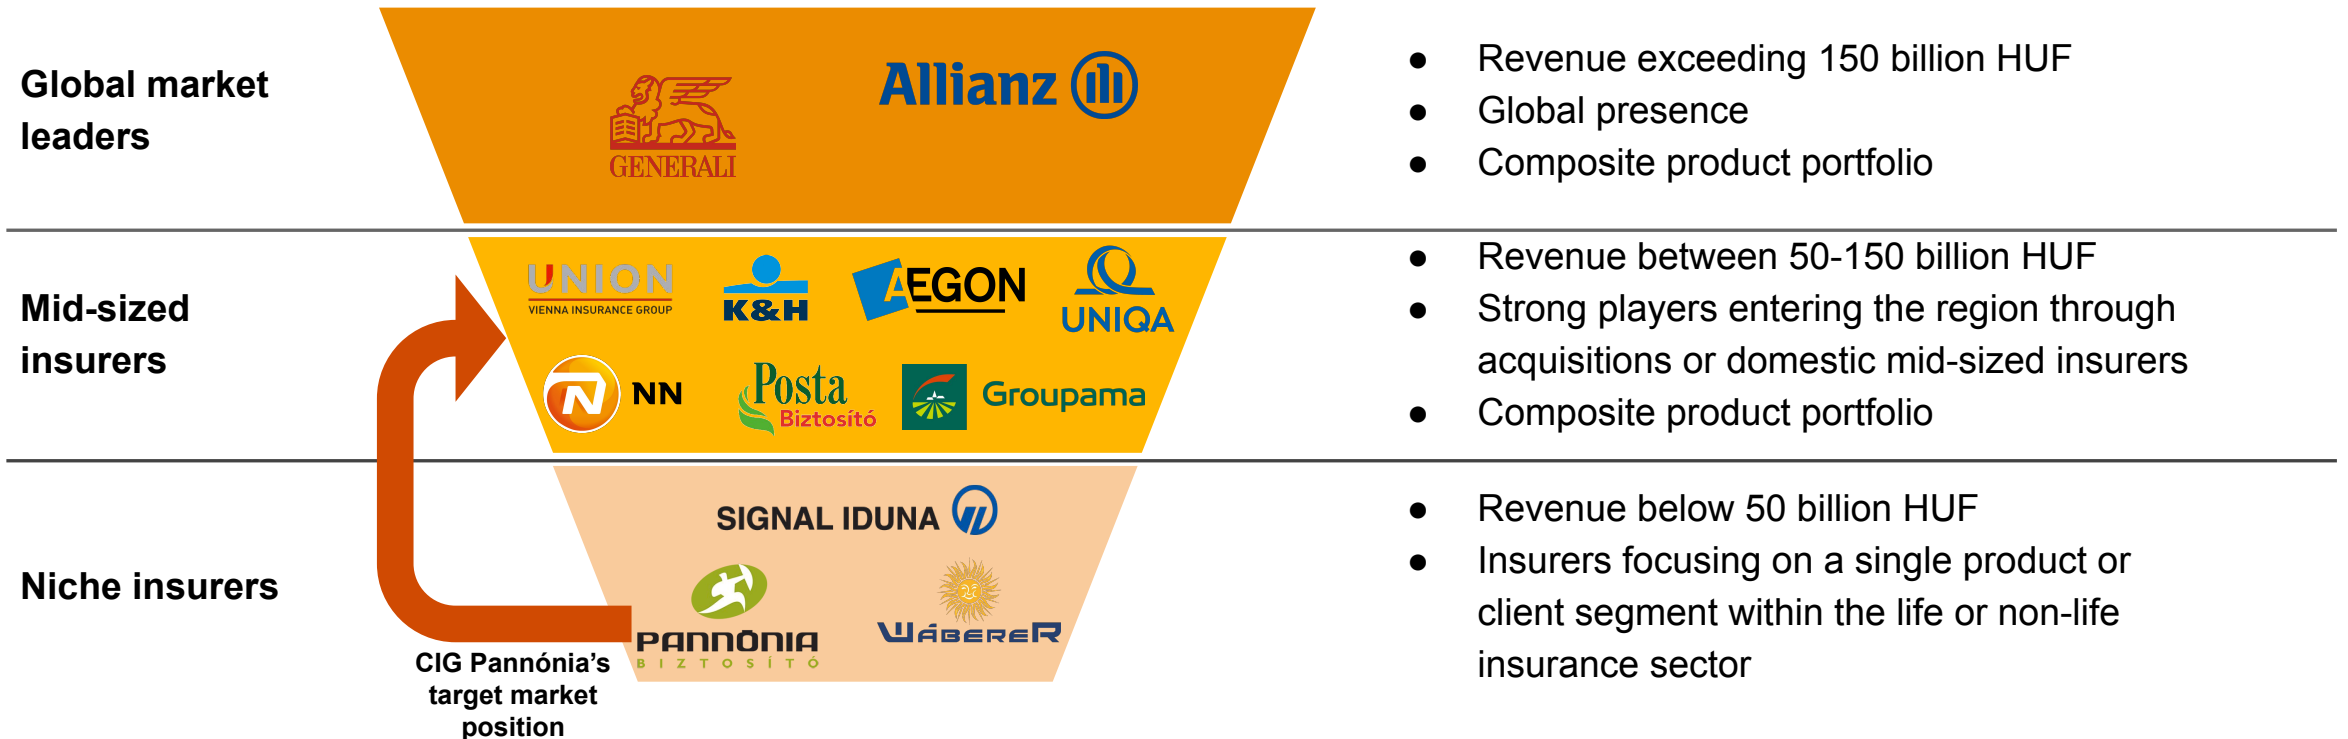 Global market
leaders
GENERALI
Allianz
● Revenue exceeding 150 billion HUF
● Global presence
● Composite product portfolio
Mid-sized
insurers
UNION
VIENNA INSURANCE GROUP
K&H
AEGON
UNIQA
N NN
Posta
Biztosító
Groupama
● Revenue between 50-150 billion HUF
● Strong players entering the region through
acquisitions or domestic mid-sized insurers
● Composite product portfolio
Niche insurers
SIGNAL IDUNA
PANNÓNIA
BIZTOSÍTÓ
WÁBERER
CIG Pannónia's
target market
position
● Revenue below 50 billion HUF
● Insurers focusing on a single product or
client segment within the life or non-life
insurance sector